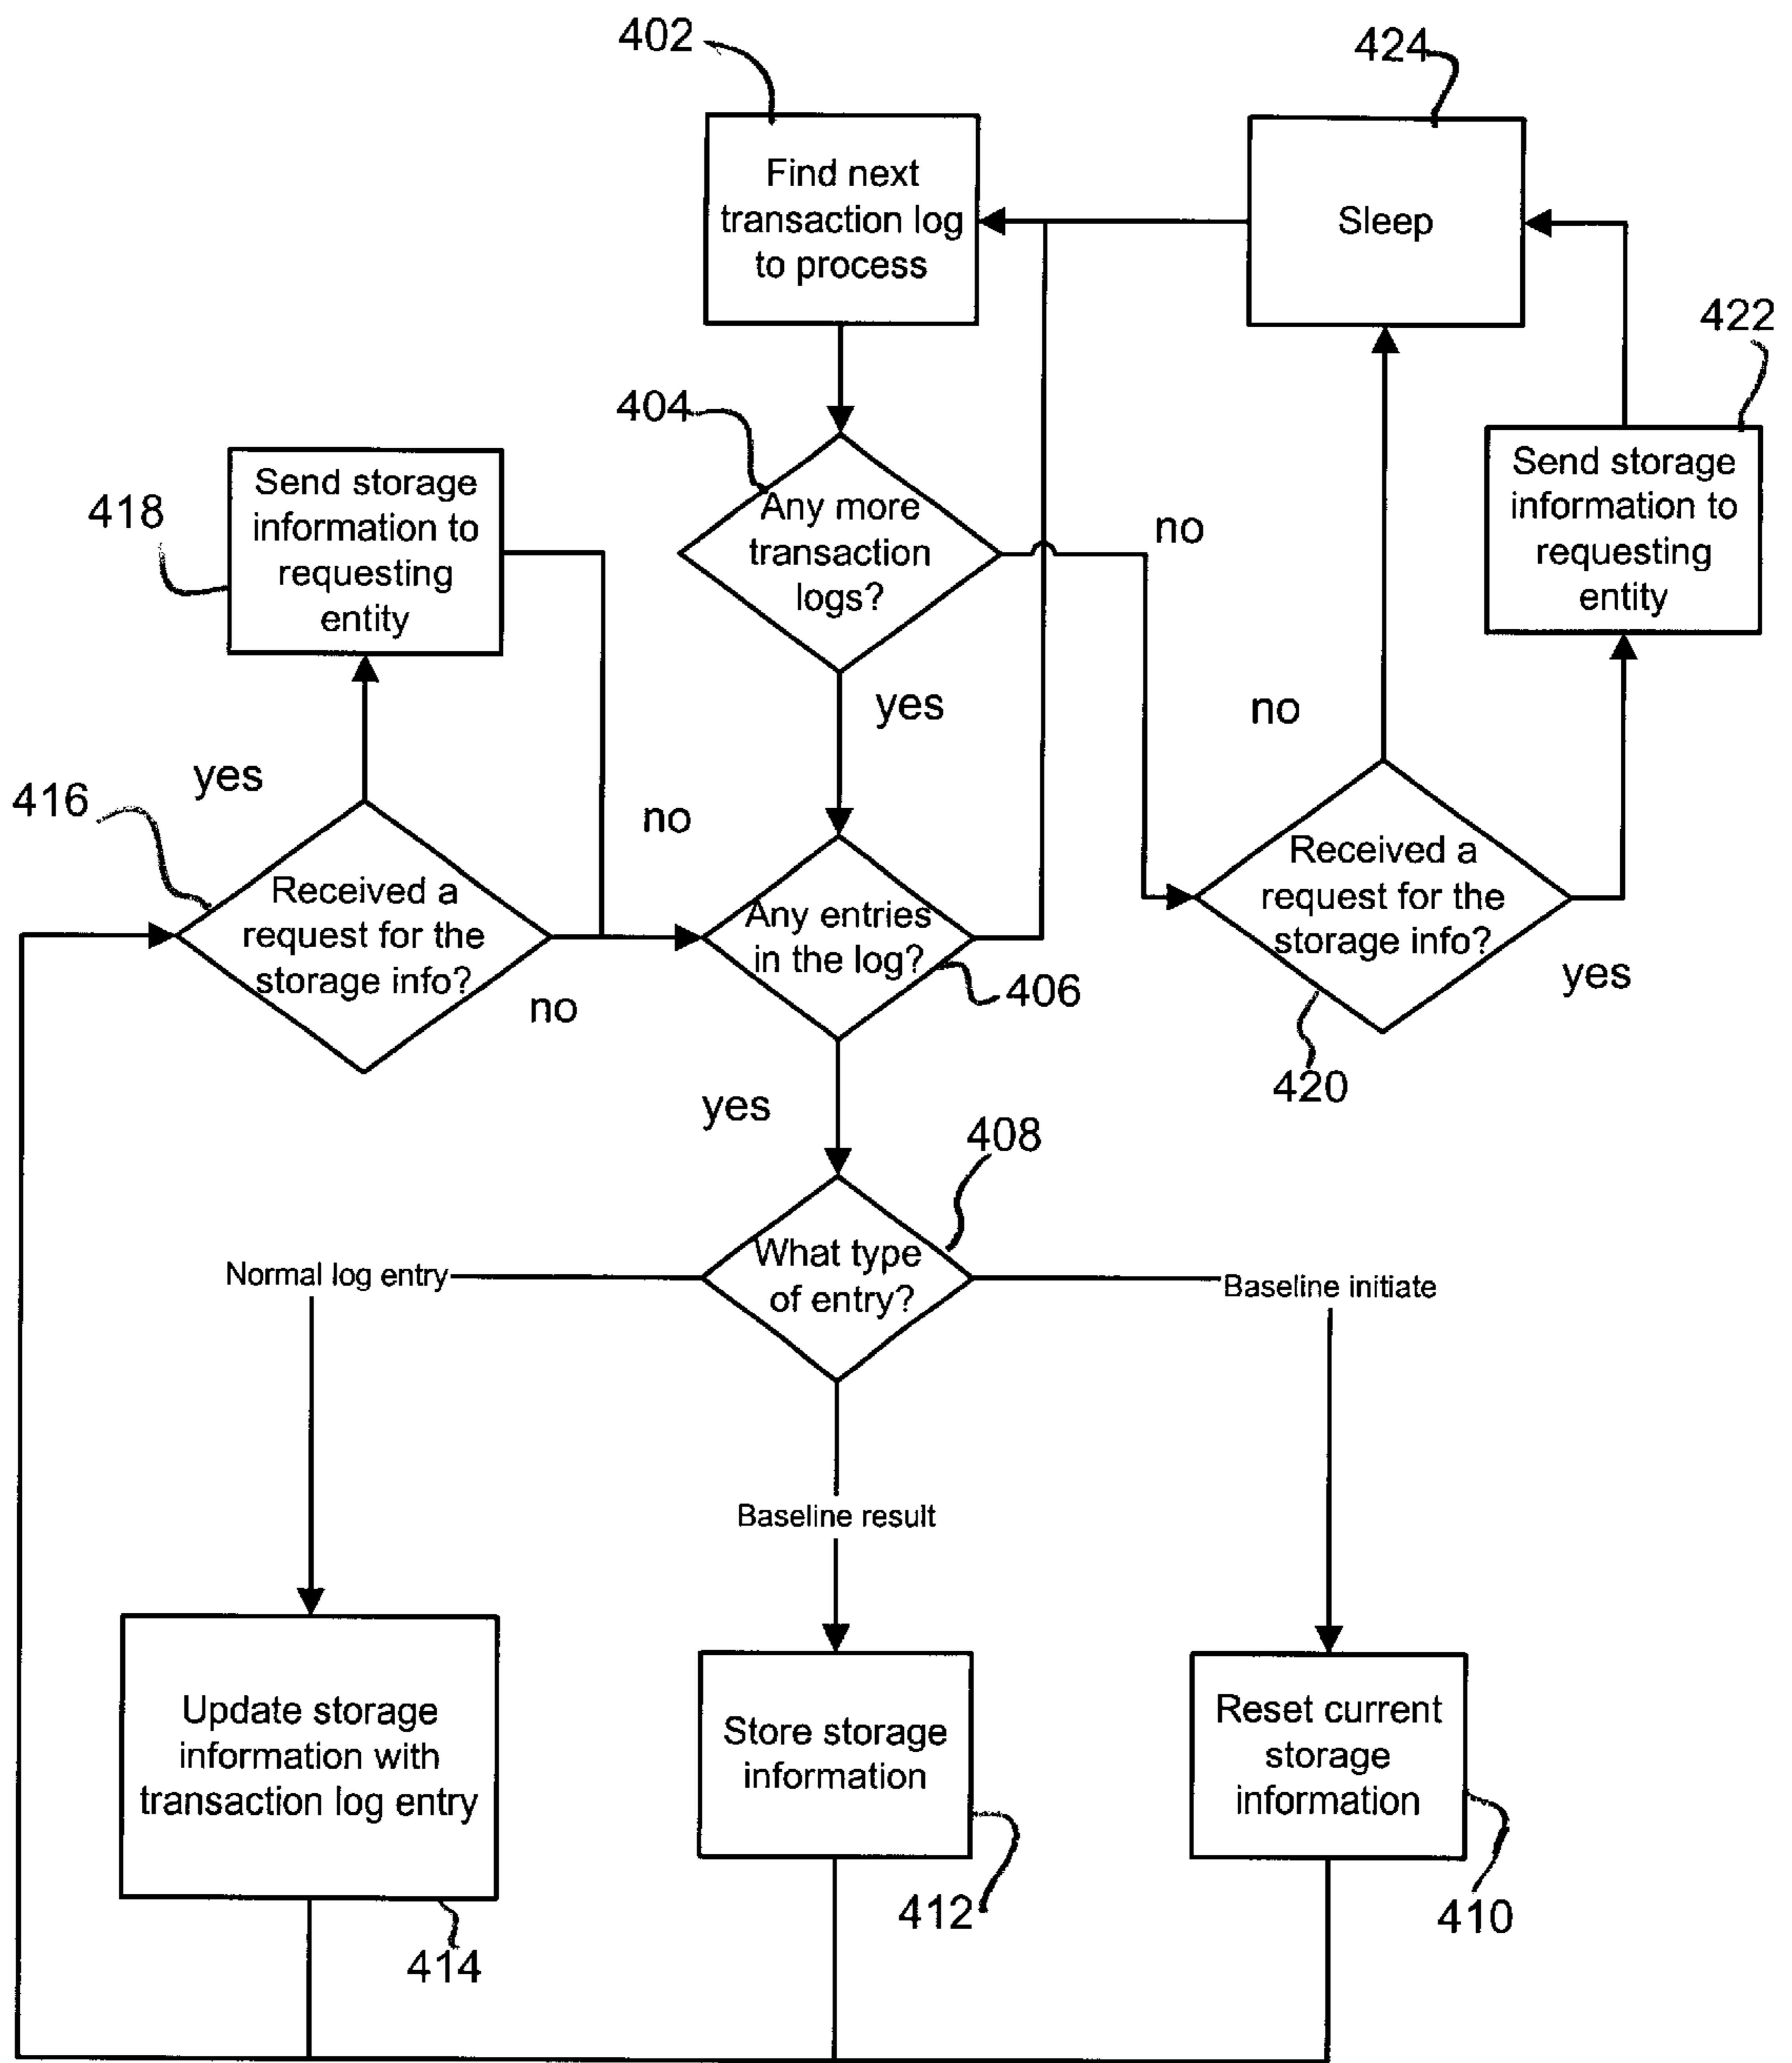 402
424
Find next
transaction log
to process
Sleep
422
404
Send storage
information to
requesting
entity
418
Any more
transaction
logs?
no
Send storage
information to
requesting
entity
yes
no
yes
416
no
Received a
request for the
storage info?
Any entries
in the log?
Received a
request for the
storage info?
406
no
yes
420
yes
408
What type
of entry?
Normal log entry
Baseline initiate
Baseline result
Update storage
information with
transaction log entry
Store storage
information
Reset current
storage
information
412
410
414